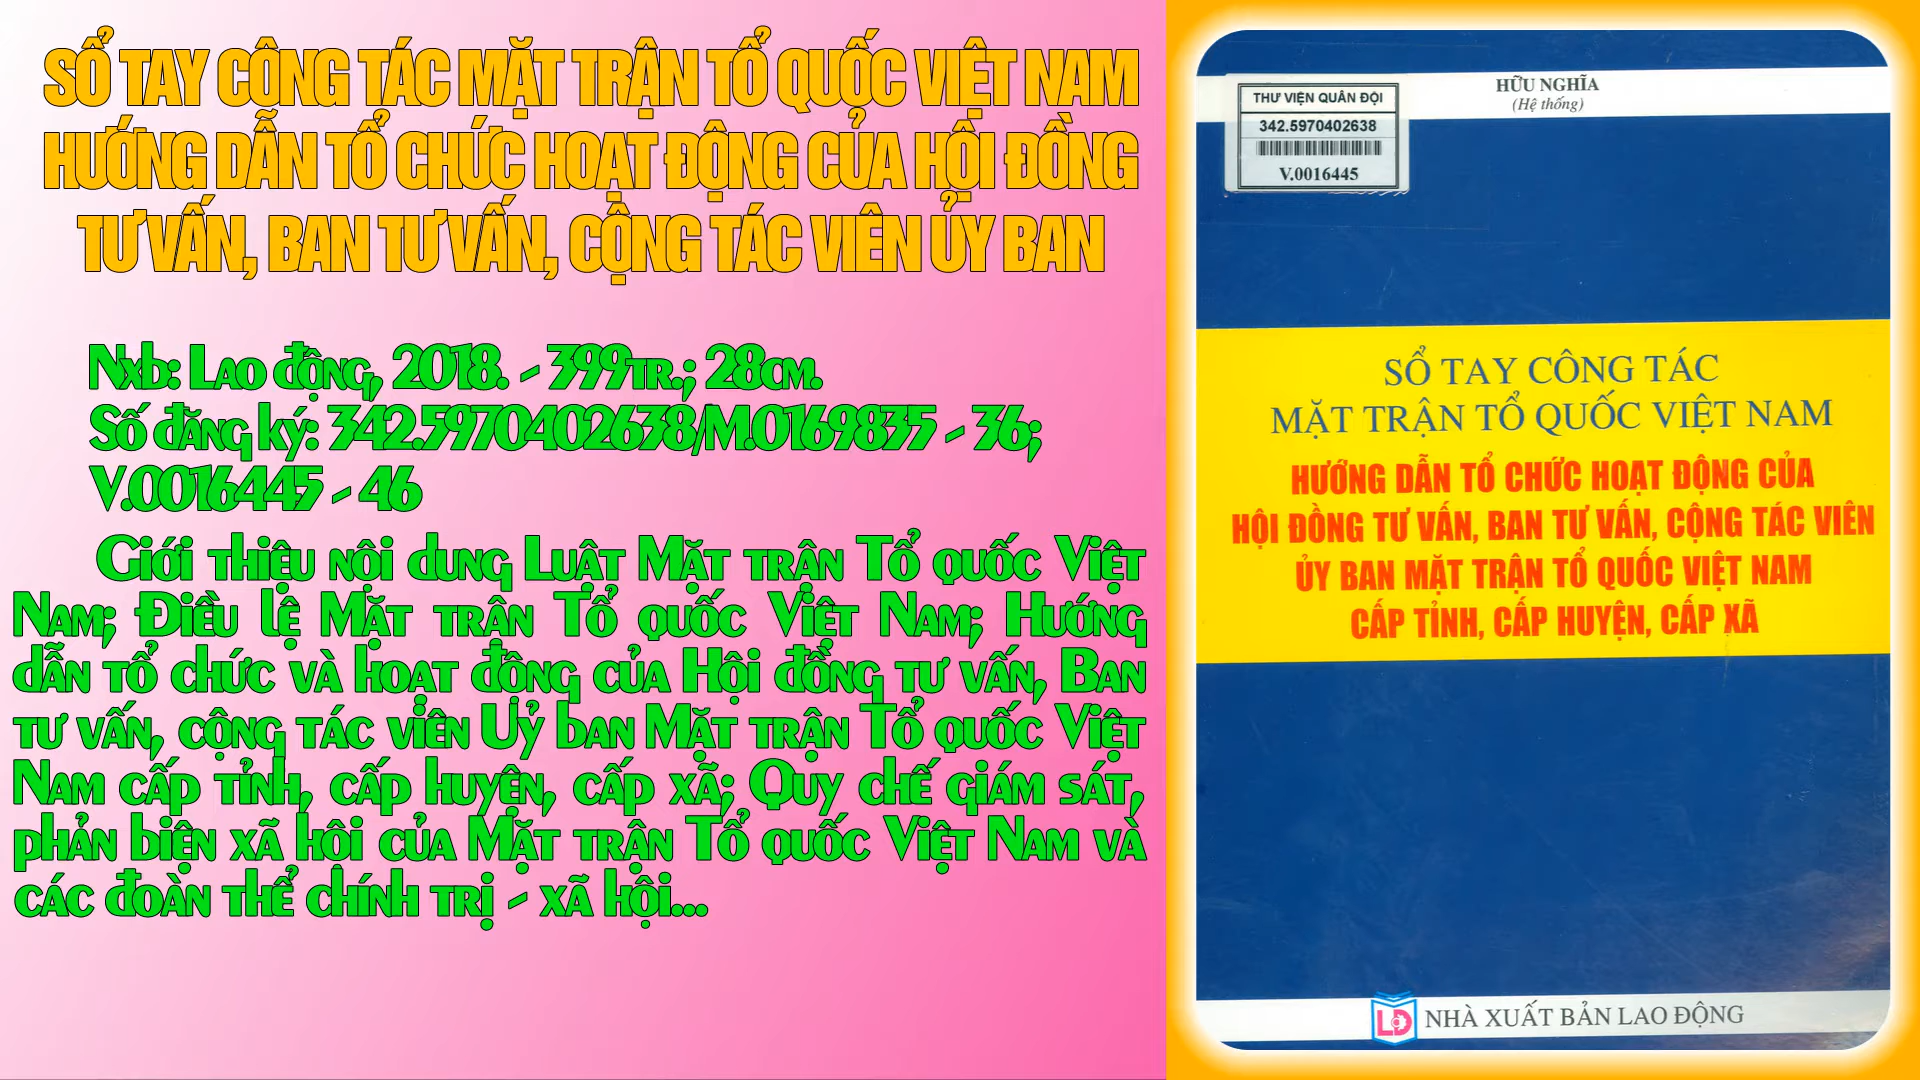 SỔ TAY CÔNG TÁC MẶT TRẬN TỔ QUỐC VIỆT NAM
HƯỚNG DẪN TỔ CHỨC HOẠT ĐỘNG CỦA HỘI ĐỒNG
TƯ VẤN, BAN TƯ VẤN, CỘNG TÁC VIÊN ỦY BAN
Nxb: Lao động, 2018. - 399tr.; 28cm.
Số đăng ký: 342.5970402638/M.0169835 - 36;
V.0016445 - 46
Giới thiệu nội dung Luật Mặt trận Tổ quốc Việt
Nam; Điều lệ Mặt trận Tổ quốc Việt Nam; Hướng
dẫn tổ chức và hoạt động của Hội đồng tư vấn, Ban
tư vấn, cộng tác viên Uỷ ban Mặt trận Tổ quốc Việt
Nam cấp tỉnh, cấp huyện, cấp xã; Quy chế giám sát,
phản biện xã hội của Mặt trận Tổ quốc Việt Nam và
các đoàn thể chính trị - xã hội...
HỮU NGHĨA
(Hệ thống)
THƯ VIỆN QUÂN ĐỘI
342.5970402638
V.0016445
SỔ TAY CÔNG TÁC
MẶT TRẬN TỔ QUỐC VIỆT NAM
HƯỚNG DẪN TỔ CHỨC HOẠT ĐỘNG CỦA
HỘI ĐỒNG TƯ VẤN, BAN TƯ VẤN, CỘNG TÁC VIÊN
ỦY BAN MẶT TRẬN TỔ QUỐC VIỆT NAM
CẤP TỈNH, CẤP HUYỆN, CẤP XÃ
LĐ NHÀ XUẤT BẢN LAO ĐỘNG